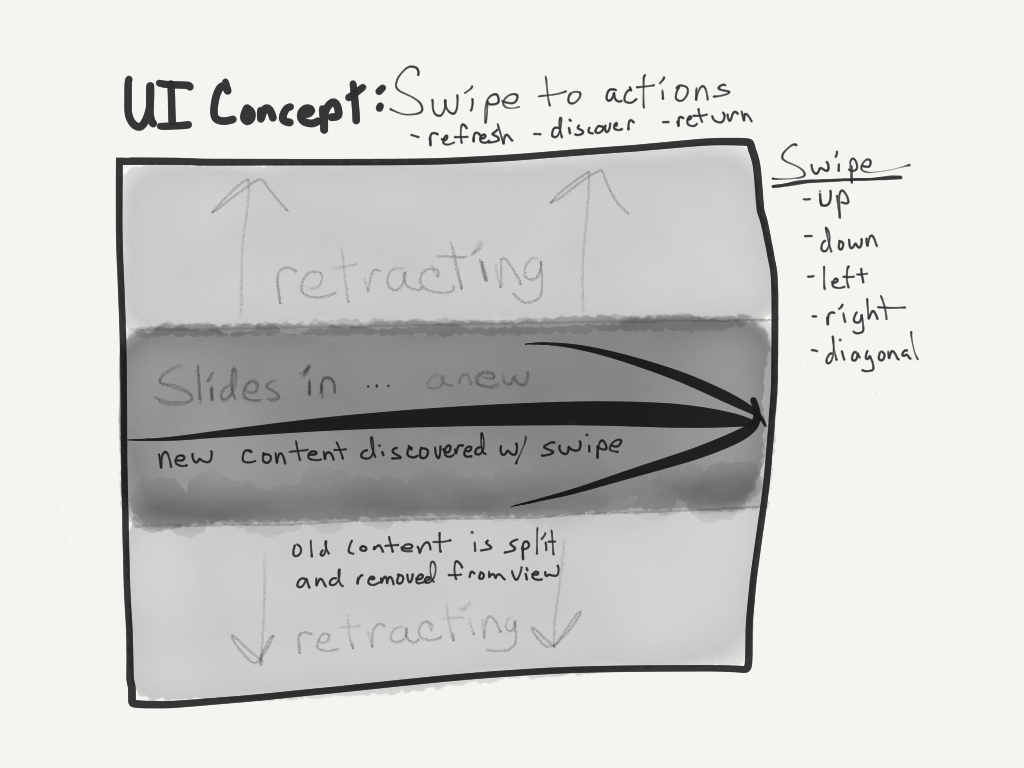 UI Concept: Swipe to actions
- refresh - discover - return
Swipe
- up
- down
- left
- right
- diagonal
retracting
Slides in ... anew
new content discovered w/ swipe
old content is split
and removed from view
retracting